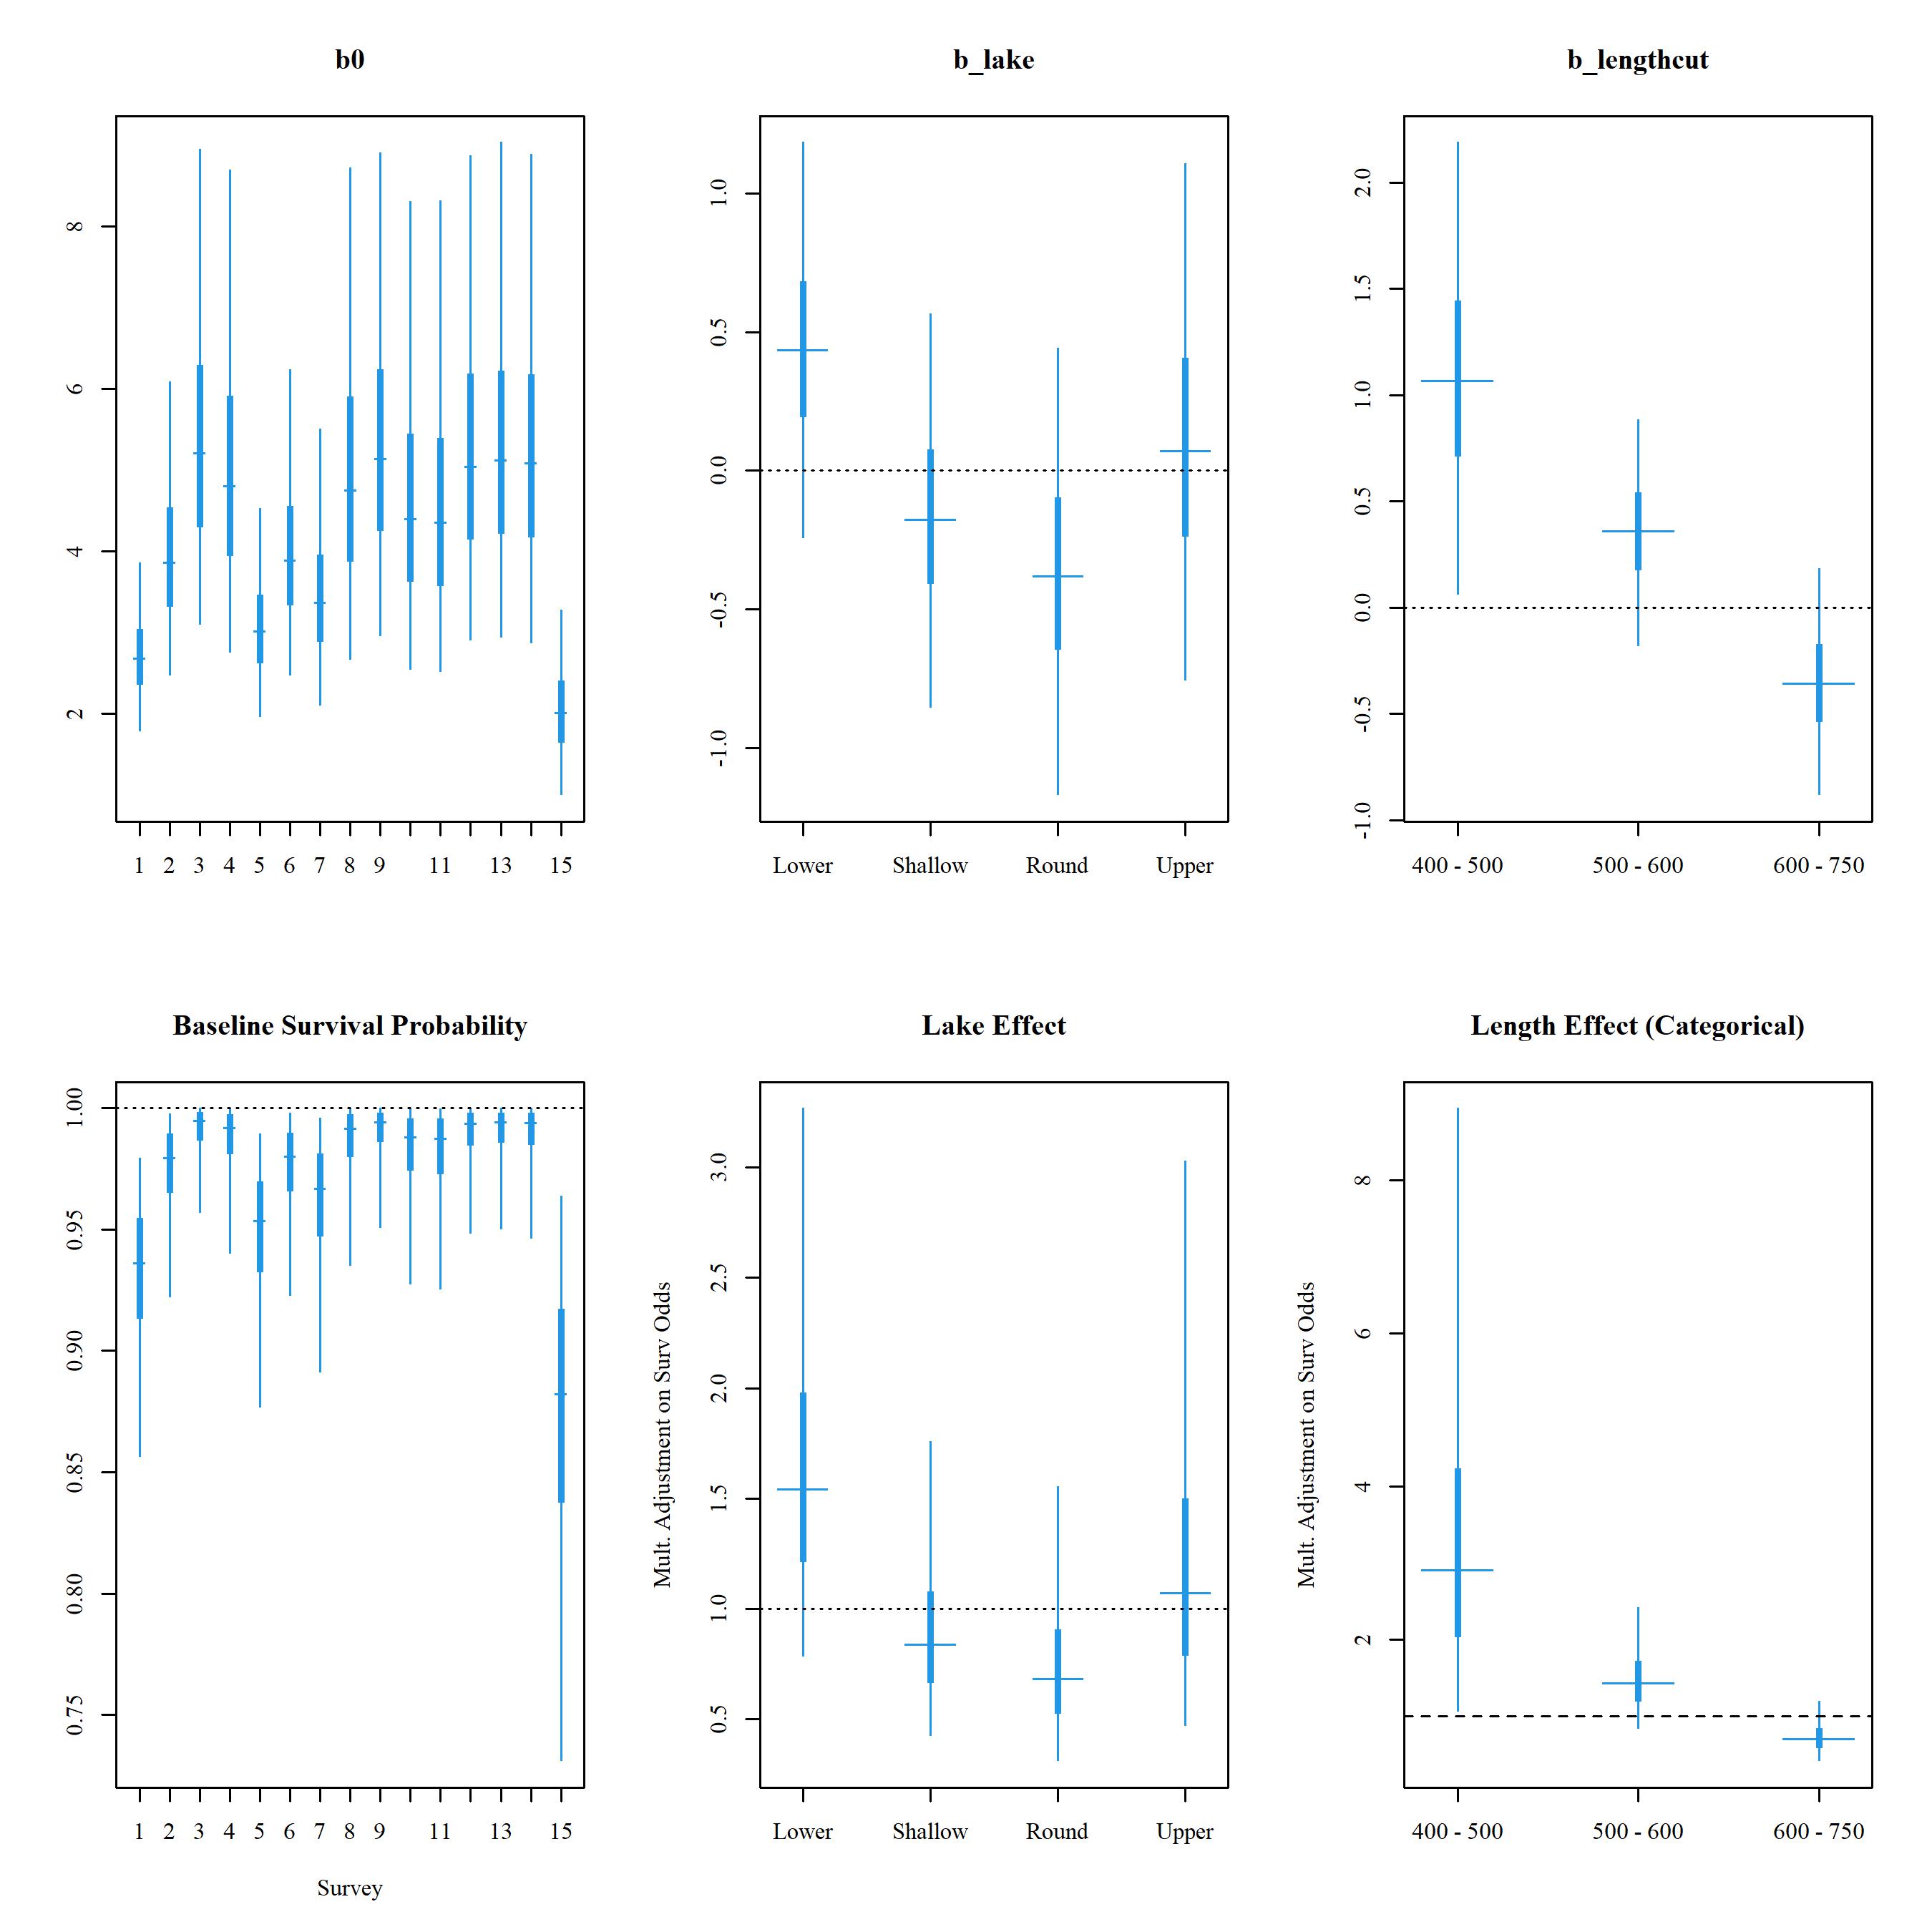 b0
8
6
4
2
1 2 3 4 5 6 7 8 9 11 13 15
b_lake
1.0
0.5
0.0
-0.5
-1.0
Lower Shallow Round Upper
b_lengthcut
2.0
1.5
1.0
0.5
0.0
-0.5
-1.0
400 - 500 500 - 600 600 - 750
Baseline Survival Probability
1.00
0.95
0.90
0.85
0.80
0.75
1 2 3 4 5 6 7 8 9 11 13 15
Survey
Lake Effect
Mult. Adjustment on Surv Odds
3.0
2.5
2.0
1.5
1.0
0.5
Lower Shallow Round Upper
Length Effect (Categorical)
Mult. Adjustment on Surv Odds
8
6
4
2
400 - 500 500 - 600 600 - 750